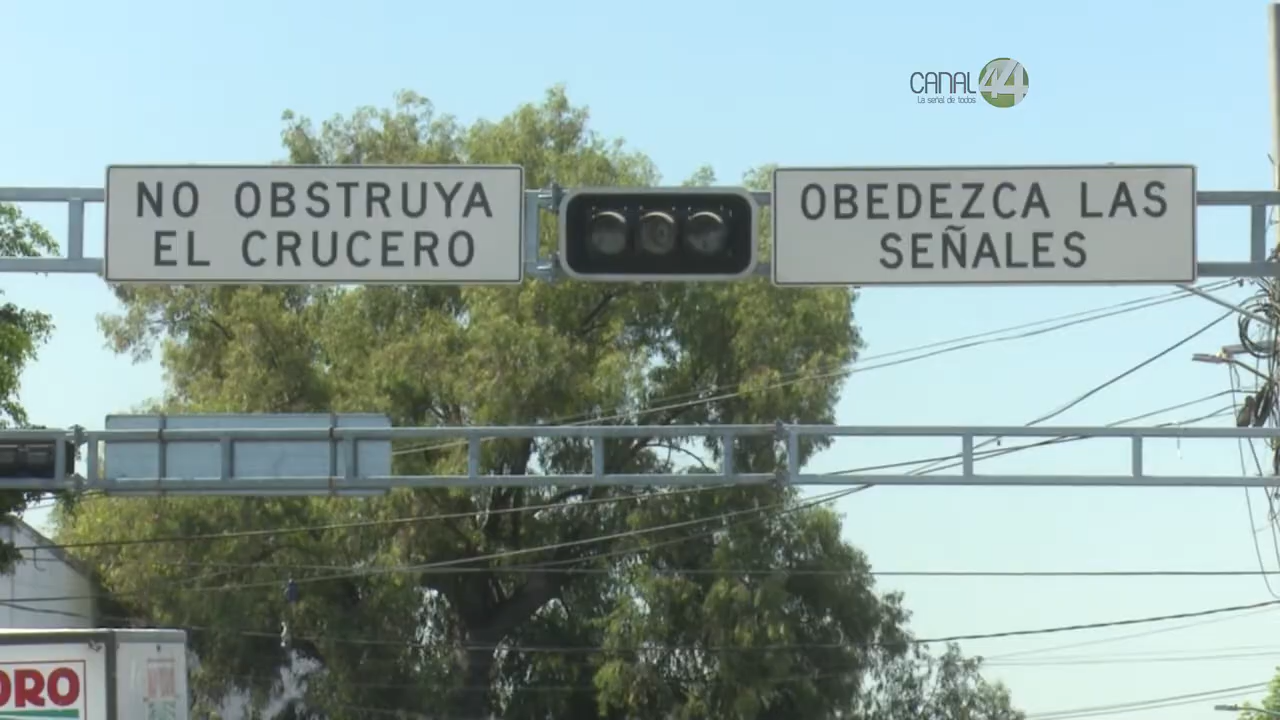 CANAL 44
La señal de todos
NO OBSTRUYA
EL CRUCERO
OBEDEZCA LAS
SEÑALES
ORO